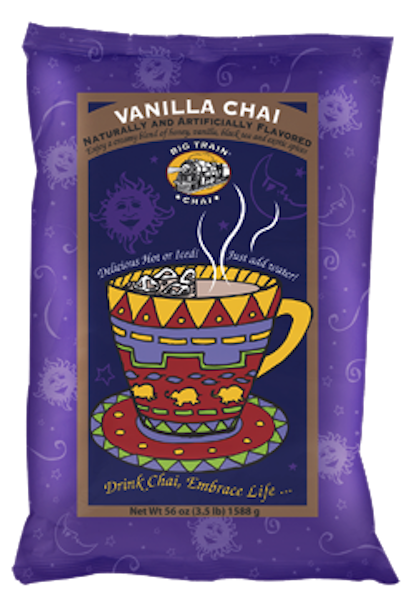 VANILLA CHAI
NATURALLY AND ARTIFICIALLY FLAVORED
Enjoy a creamy blend of honey, vanilla, black tea and exotic spices
BIG TRAIN®
CHAI
Delicious Hot or Iced! Just add water!
Drink Chai, Embrace Life ...
Net Wt 56 oz (3.5 lb) 1588 g